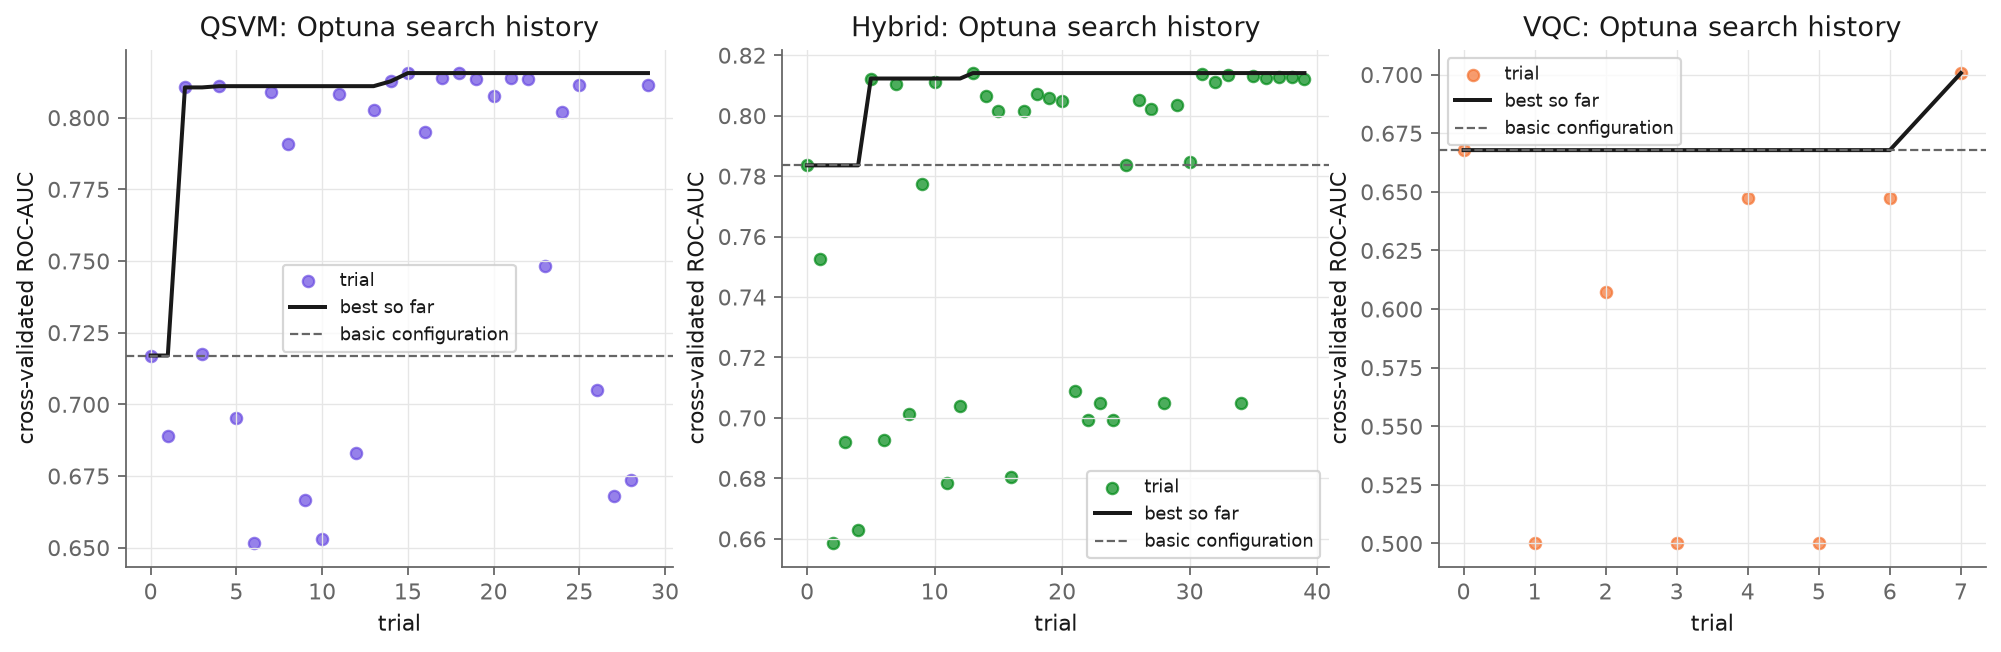 QSVM: Optuna search history
cross-validated ROC-AUC
0.800
0.775
0.750
0.725
0.700
0.675
0.650
trial
best so far
basic configuration
0 5 10 15 20 25 30
trial
Hybrid: Optuna search history
cross-validated ROC-AUC
0.82
0.80
0.78
0.76
0.74
0.72
0.70
0.68
0.66
trial
best so far
basic configuration
0 10 20 30 40
trial
VQC: Optuna search history
cross-validated ROC-AUC
0.700
0.675
0.650
0.625
0.600
0.575
0.550
0.525
0.500
trial
best so far
basic configuration
0 1 2 3 4 5 6 7
trial